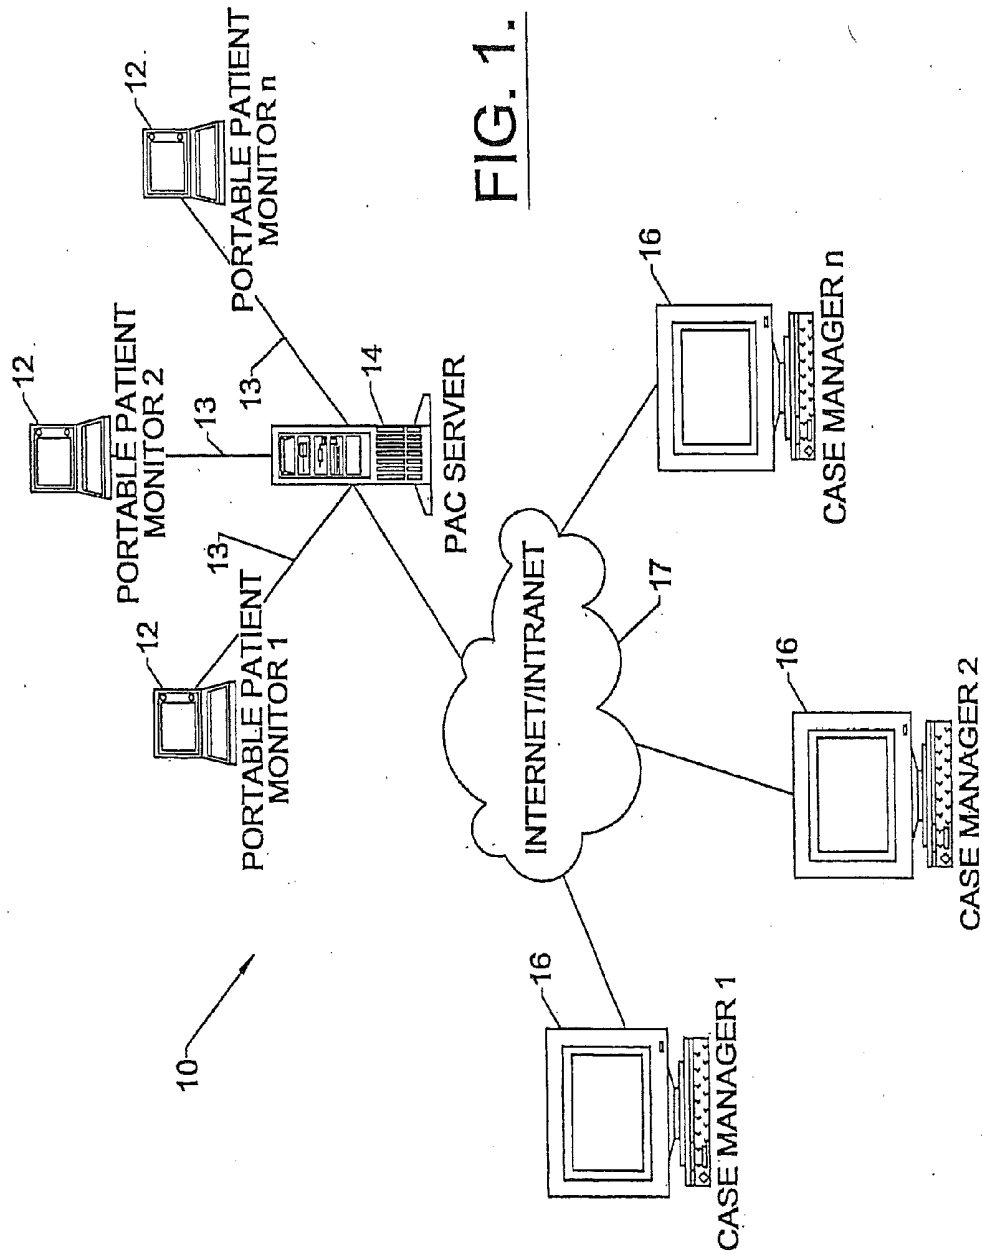 12
PORTABLE PATIENT
MONITOR 1
12
PORTABLE PATIENT
MONITOR 2
12
PORTABLE PATIENT
MONITOR n
13
13
13
14
PAC SERVER
10
INTERNET/INTRANET
17
16
CASE MANAGER 1
16
CASE MANAGER 2
16
CASE MANAGER n
FIG. 1.